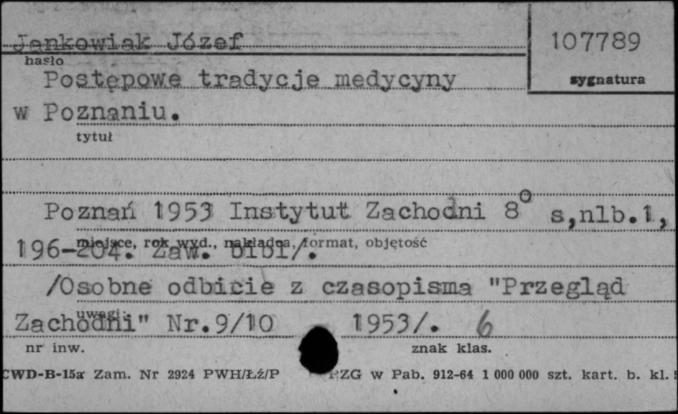 Jankowiak Józef
107789
hasło
sygnatura
Postępowe tradycje medycyny
w Poznaniu.
tytuł
Poznań 1953 Instytut Zachodni 8° s,nlb.1,
miejsce, rok wyd., nakładca, format, objętość
196-204. Zaw. bibl/.
/Osobne odbicie z czasopisma "Przegląd
uwagi:
Zachodni" Nr.9/10 1953/. 6
nr inw.
znak klas.
CWD-B-15a Zam. Nr 2924 PWH/Łź/P PZG w Pab. 912-64 1 000 000 szt. kart. b. kl.